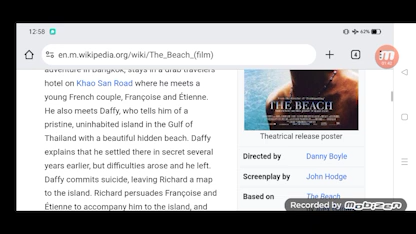 12:58
62%
en.m.wikipedia.org/wiki/The_Beach_(film)
4
adventure in Bangkok, stays in a drab travelers
hotel on Khao San Road where he meets a
young French couple, Françoise and Étienne.
He also meets Daffy, who tells him of a
pristine, uninhabited island in the Gulf of
Thailand with a beautiful hidden beach. Daffy
explains that he settled there in secret several
years earlier, but difficulties arose and he left.
Daffy commits suicide, leaving Richard a map
to the island. Richard persuades Françoise and
Étienne to accompany him to the island, and
THE BEACH
Theatrical release poster
Directed by Danny Boyle
Screenplay by John Hodge
Based on The Beach
Recorded by Mobizen